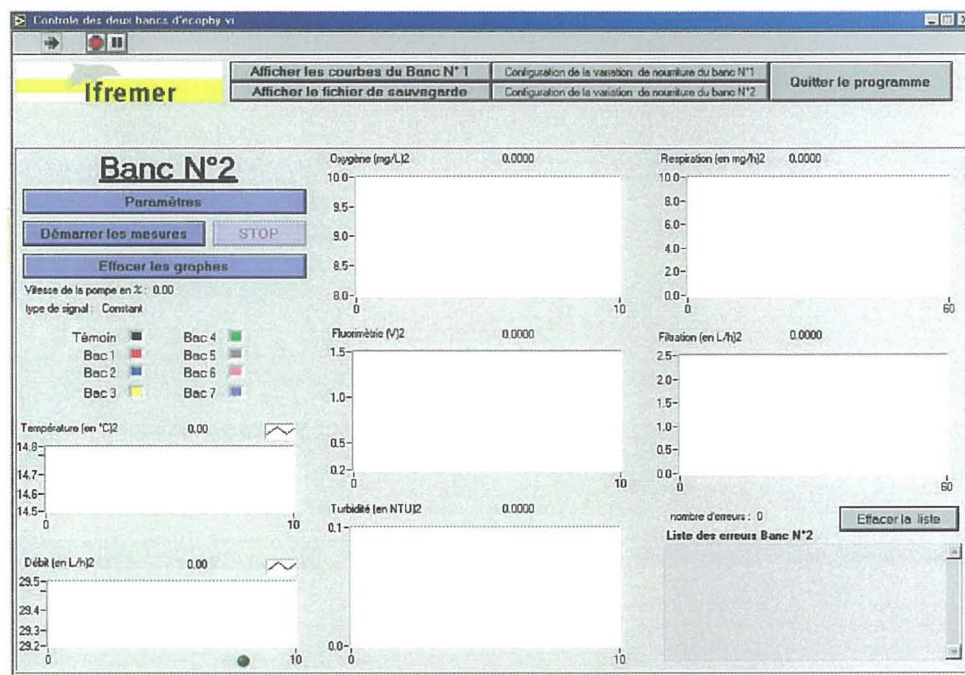 Controle des deux bancs d'ecophy.vi
Ifremer
Afficher les courbes du Banc N° 1
Configuration de la variation de nourriture du banc N°1
Quitter le programme
Afficher le fichier de sauvegarde
Configuration de la variation de nourriture du banc N°2
Banc N°2
Paramètres
Démarrer les mesures
STOP
Effacer les graphes
Vitesse de la pompe en % : 0.00
type de signal : Constant
Témoin
Bac 4
Bac 1
Bac 5
Bac 2
Bac 6
Bac 3
Bac 7
Température (en °C)2 0.00
14.8
14.7
14.6
14.5
0 10
Débit (en L/h)2 0.00
29.5
29.4
29.3
29.2
0 10
Oxygène (mg/L)2 0.0000
10.0
9.5
9.0
8.5
8.0
0 10
Fluorimètrie (V)2 0.0000
1.5
1.0
0.5
0.2
0 10
Turbidité (en NTU)2 0.0000
0.1
0.0
0 10
Respiration (en mg/h)2 0.0000
10.0
8.0
6.0
4.0
2.0
0.0
0 60
Filtration (en L/h)2 0.0000
2.5
2.0
1.5
1.0
0.5
0.0
0 60
nombre d'erreurs : 0
Effacer la liste
Liste des erreurs Banc N°2